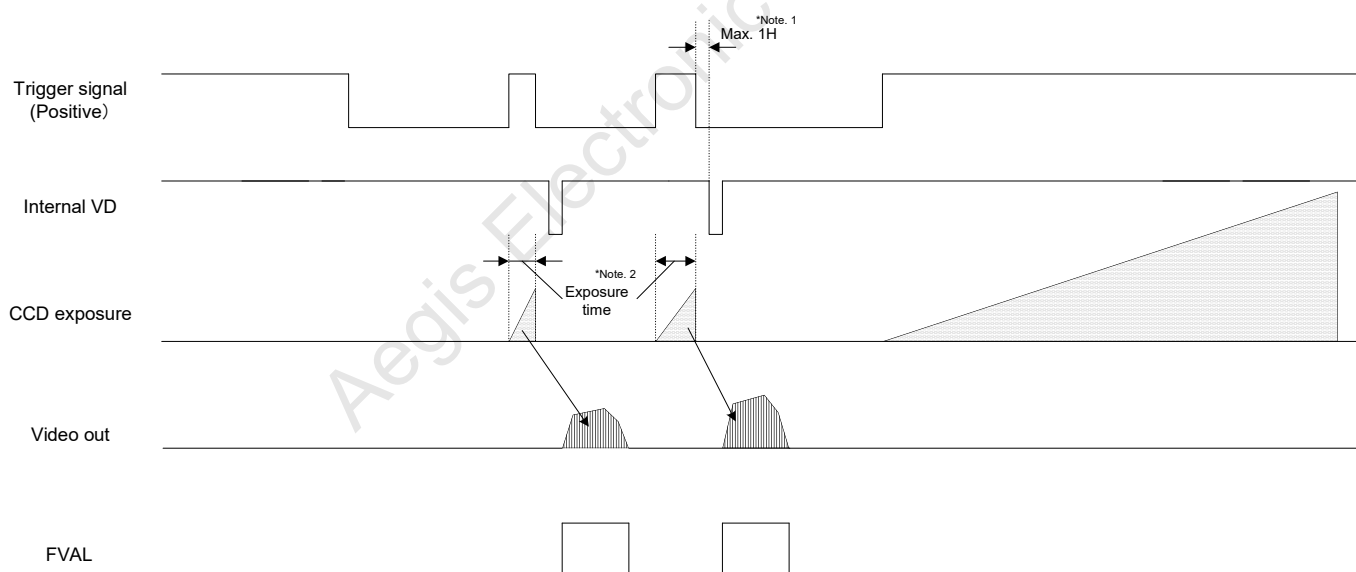 *Note. 1
Max. 1H
Trigger signal
(Positive）
Internal VD
*Note. 2
Exposure
time
CCD exposure
Video out
FVAL
Aegis Electronic